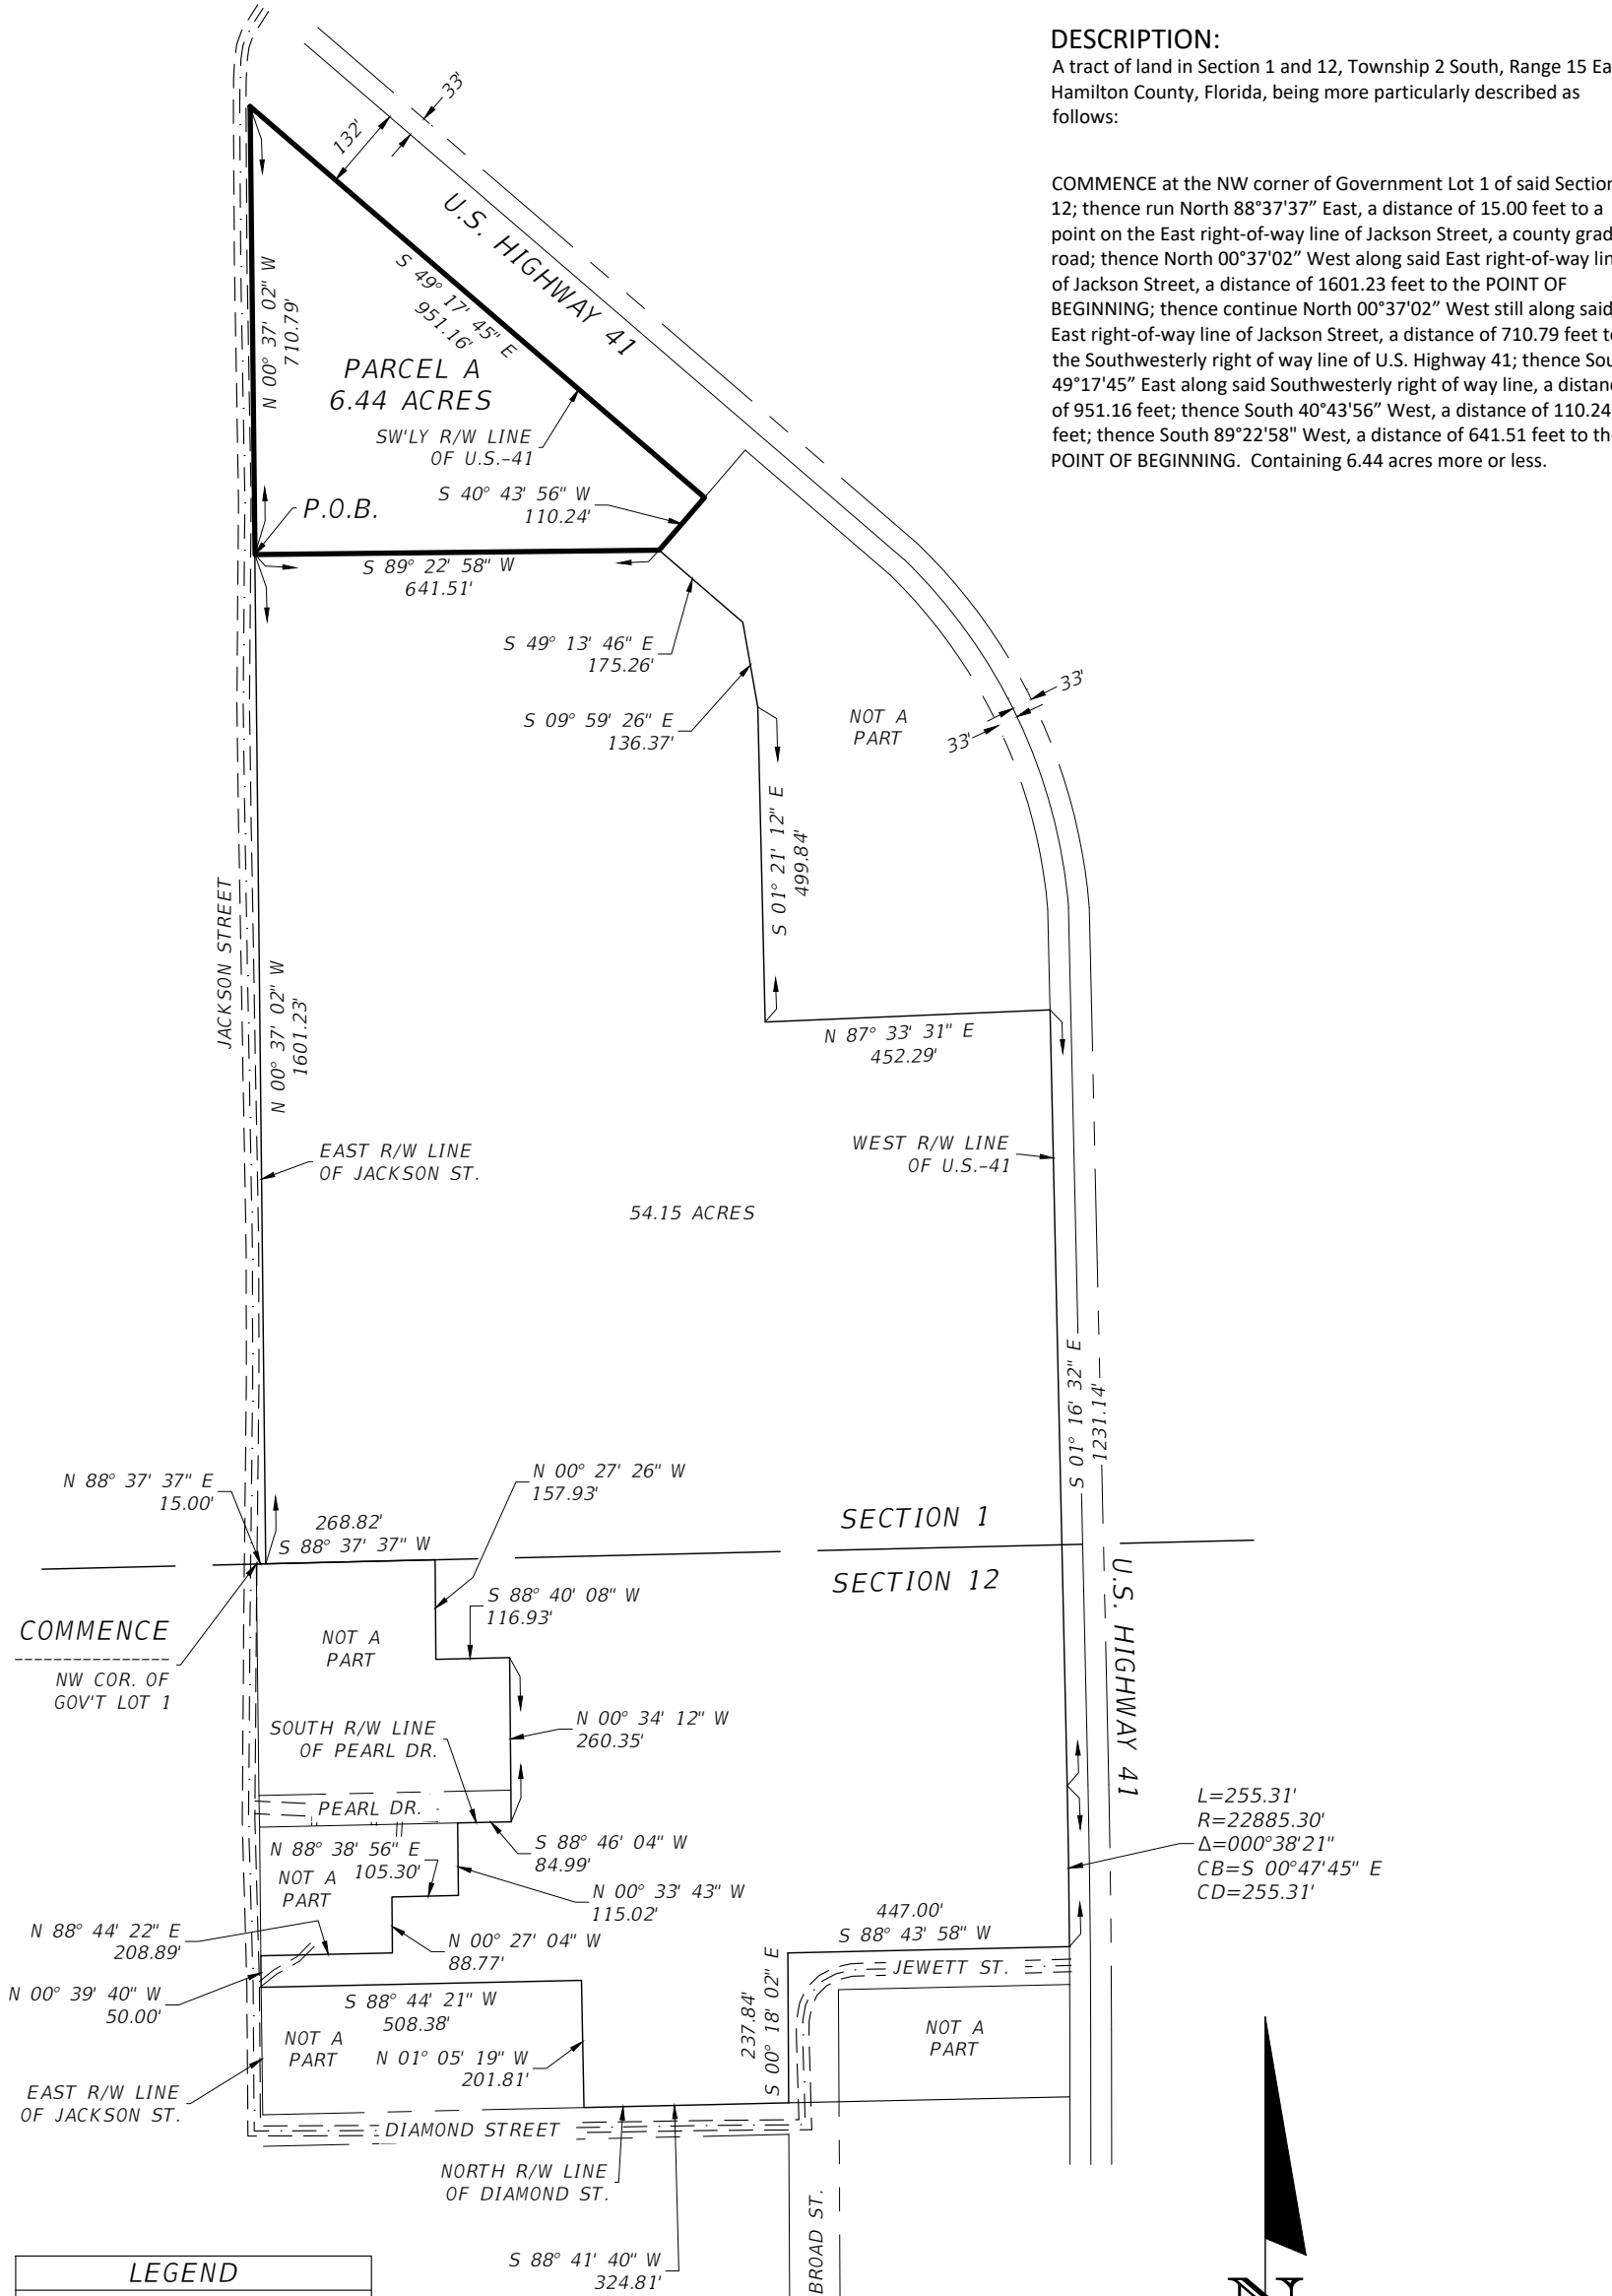 DESCRIPTION:
A tract of land in Section 1 and 12, Township 2 South, Range 15 Ea
Hamilton County, Florida, being more particularly described as
follows:
COMMENCE at the NW corner of Government Lot 1 of said Section
12; thence run North 88°37'37” East, a distance of 15.00 feet to a
point on the East right-of-way line of Jackson Street, a county grad
road; thence North 00°37'02” West along said East right-of-way lin
of Jackson Street, a distance of 1601.23 feet to the POINT OF
BEGINNING; thence continue North 00°37'02” West still along said
East right-of-way line of Jackson Street, a distance of 710.79 feet t
the Southwesterly right of way line of U.S. Highway 41; thence Sou
49°17'45” East along said Southwesterly right of way line, a distanc
of 951.16 feet; thence South 40°43'56” West, a distance of 110.24
feet; thence South 89°22'58" West, a distance of 641.51 feet to th
POINT OF BEGINNING.  Containing 6.44 acres more or less.
33'
132'
U.S. HIGHWAY 41
N 00° 37' 02" W
710.79'
S 49° 17' 45" E
951.16'
PARCEL A
6.44 ACRES
SW'LY R/W LINE
OF U.S.-41
S 40° 43' 56" W
110.24'
P.O.B.
S 89° 22' 58" W
641.51'
S 49° 13' 46" E
175.26'
S 09° 59' 26" E
136.37'
NOT A
PART
33'
33'
S 01° 21' 12" E
499.84'
JACKSON STREET
N 00° 37' 02" W
1601.23'
N 87° 33' 31" E
452.29'
EAST R/W LINE
OF JACKSON ST.
WEST R/W LINE
OF U.S.-41
54.15 ACRES
S 01° 16' 32" E
1231.14'
N 88° 37' 37" E
15.00'
268.82'
S 88° 37' 37" W
N 00° 27' 26" W
157.93'
SECTION 1
SECTION 12
COMMENCE
NW COR. OF
GOV'T LOT 1
NOT A
PART
S 88° 40' 08" W
116.93'
U.S. HIGHWAY 41
SOUTH R/W LINE
OF PEARL DR.
N 00° 34' 12" W
260.35'
PEARL DR.
N 88° 38' 56" E
105.30'
S 88° 46' 04" W
84.99'
NOT A
PART
N 00° 33' 43" W
115.02'
L=255.31'
R=22885.30'
Δ=000°38'21"
CB=S 00°47'45" E
CD=255.31'
N 88° 44' 22" E
208.89'
N 00° 27' 04" W
88.77'
447.00'
S 88° 43' 58" W
JEWETT ST.
N 00° 39' 40" W
50.00'
S 88° 44' 21" W
508.38'
237.84'
S 00° 18' 02" E
NOT A
PART
N 01° 05' 19" W
201.81'
NOT A
PART
EAST R/W LINE
OF JACKSON ST.
DIAMOND STREET
NORTH R/W LINE
OF DIAMOND ST.
S 88° 41' 40" W
324.81'
BROAD ST.
LEGEND
N